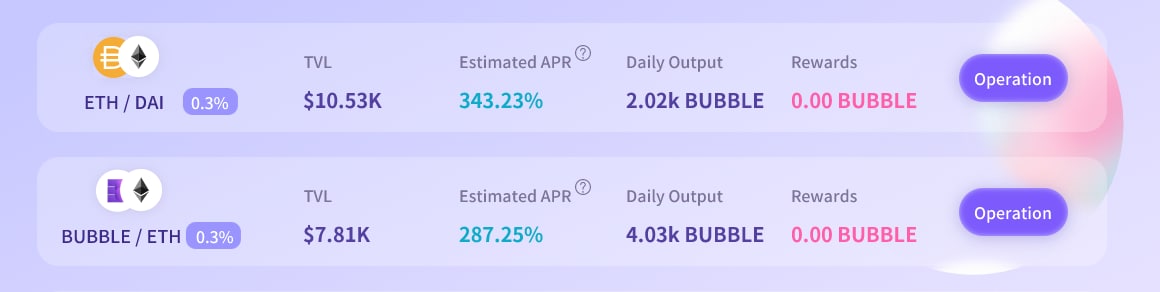 TVL Estimated APR ? Daily Output Rewards
Operation
ETH / DAI 0.3% $10.53K 343.23% 2.02k BUBBLE 0.00 BUBBLE
TVL Estimated APR ? Daily Output Rewards
Operation
BUBBLE / ETH 0.3% $7.81K 287.25% 4.03k BUBBLE 0.00 BUBBLE